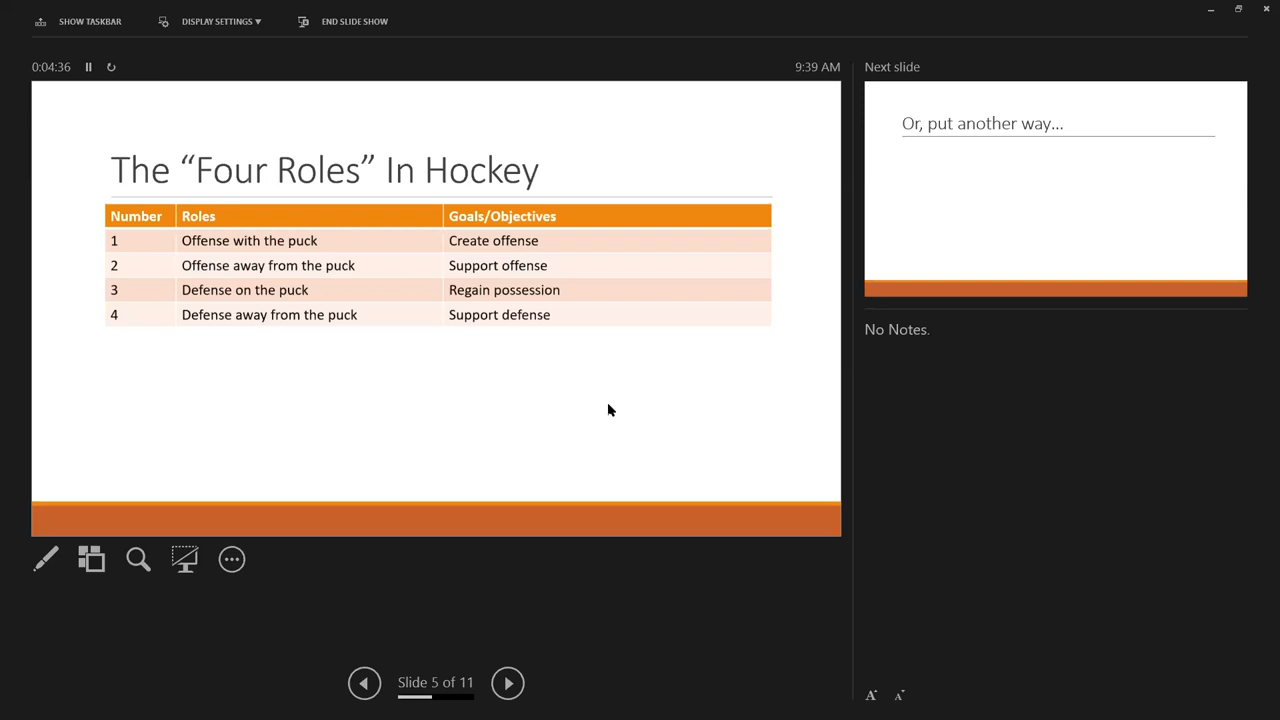 SHOW TASKBAR DISPLAY SETTINGS ▼ END SLIDE SHOW
0:04:36 9:39 AM
The “Four Roles” In Hockey
Number Roles Goals/Objectives
1 Offense with the puck Create offense
2 Offense away from the puck Support offense
3 Defense on the puck Regain possession
4 Defense away from the puck Support defense
Slide 5 of 11
Next slide
Or, put another way...
No Notes.
A A